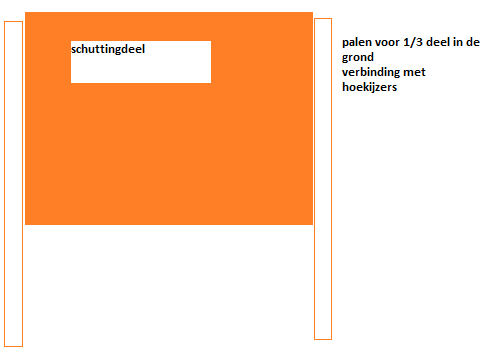 schuttingdeel
palen voor 1/3 deel in de
grond
verbinding met
hoekijzers